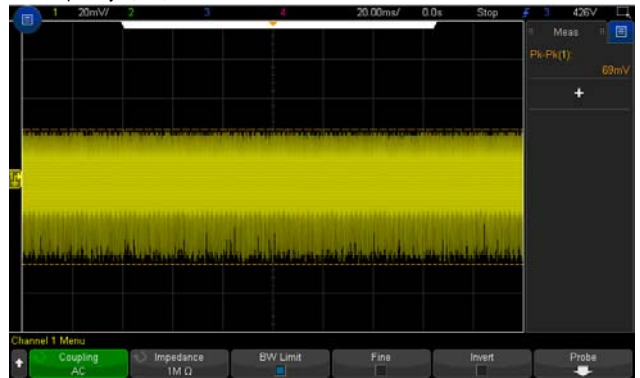 1 20mV/ 2 3 4 20.00ms/ 0.0s Stop 3 426V
Meas
Pk-Pk(1):
69mV
+
Channel 1 Menu
Coupling Impedance BW Limit Fine Invert Probe
AC 1M Ω